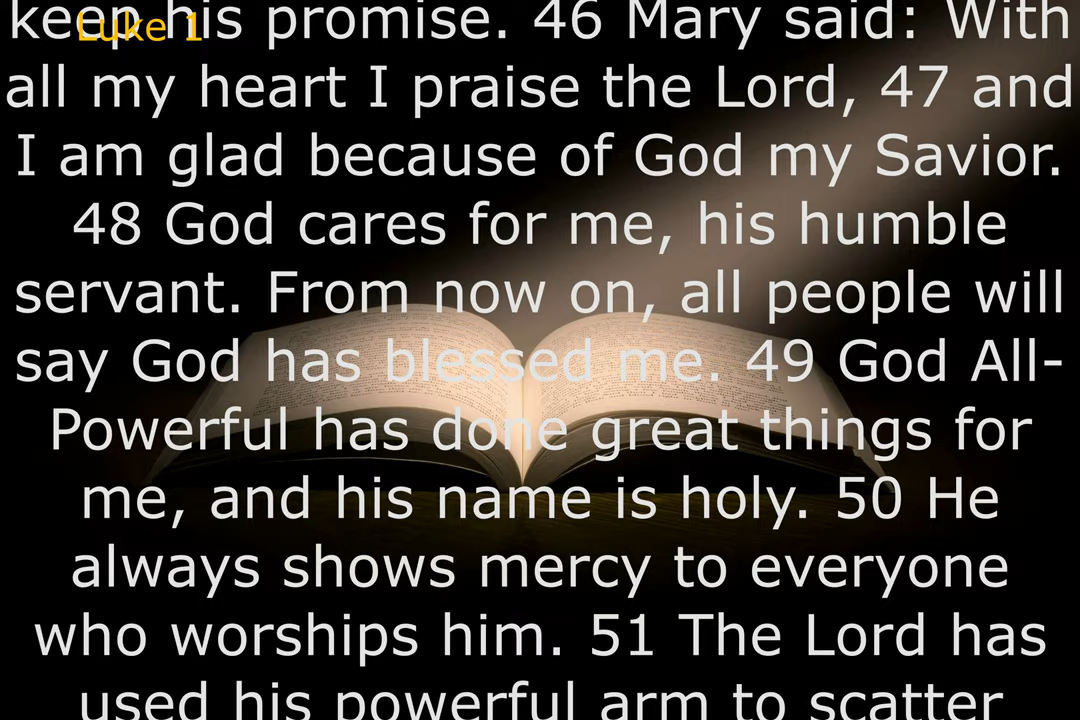 Luke 1
keep his promise. 46 Mary said: With
all my heart I praise the Lord, 47 and
I am glad because of God my Savior.
48 God cares for me, his humble
servant. From now on, all people will
say God has blessed me. 49 God All-
Powerful has done great things for
me, and his name is holy. 50 He
always shows mercy to everyone
who worships him. 51 The Lord has
used his powerful arm to scatter